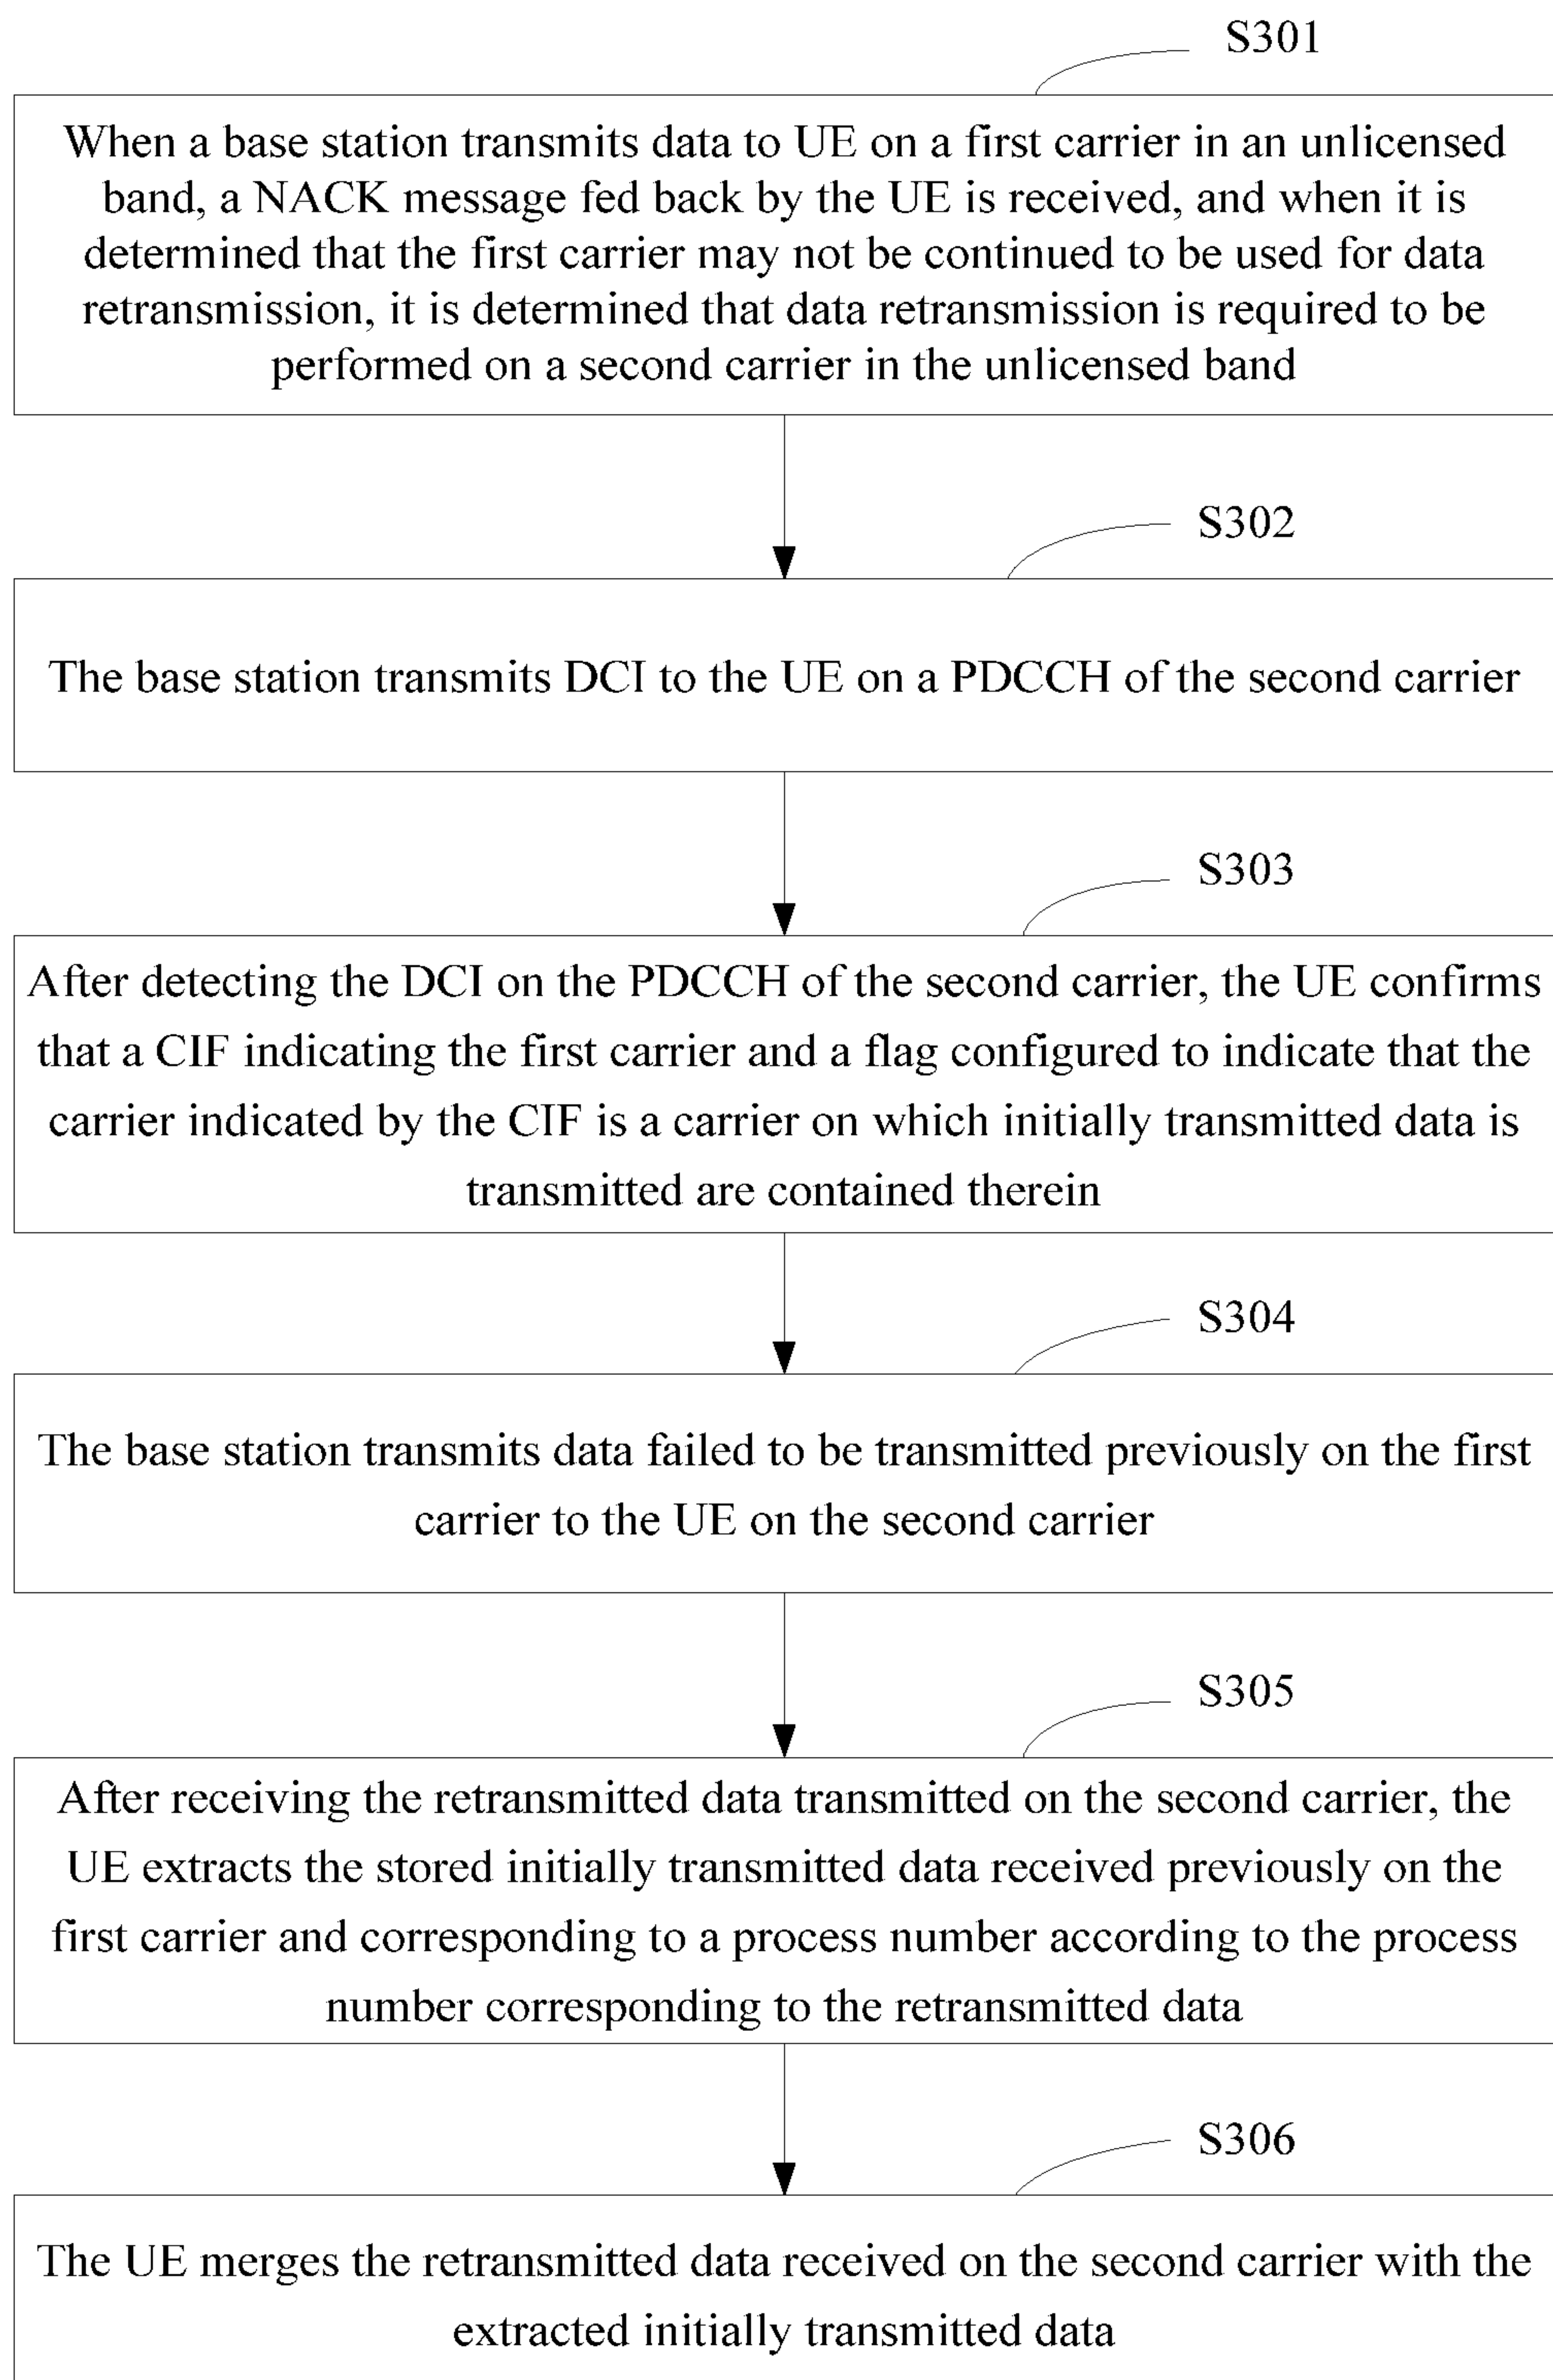 S301
When a base station transmits data to UE on a first carrier in an unlicensed
band, a NACK message fed back by the UE is received, and when it is
determined that the first carrier may not be continued to be used for data
retransmission, it is determined that data retransmission is required to be
performed on a second carrier in the unlicensed band
S302
The base station transmits DCI to the UE on a PDCCH of the second carrier
S303
After detecting the DCI on the PDCCH of the second carrier, the UE confirms
that a CIF indicating the first carrier and a flag configured to indicate that the
carrier indicated by the CIF is a carrier on which initially transmitted data is
transmitted are contained therein
S304
The base station transmits data failed to be transmitted previously on the first
carrier to the UE on the second carrier
S305
After receiving the retransmitted data transmitted on the second carrier, the
UE extracts the stored initially transmitted data received previously on the
first carrier and corresponding to a process number according to the process
number corresponding to the retransmitted data
S306
The UE merges the retransmitted data received on the second carrier with the
extracted initially transmitted data